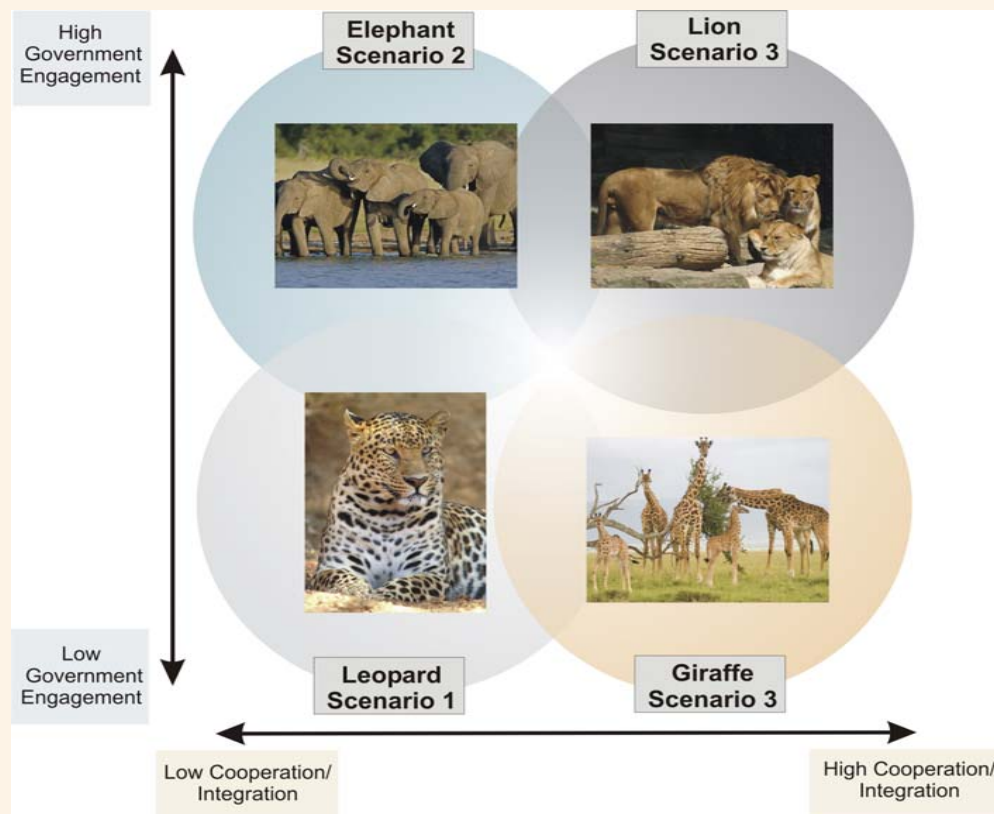 High
Government
Engagement
Elephant
Scenario 2
Lion
Scenario 3
Low
Government
Engagement
Leopard
Scenario 1
Giraffe
Scenario 3
Low Cooperation/
Integration
High Cooperation/
Integration